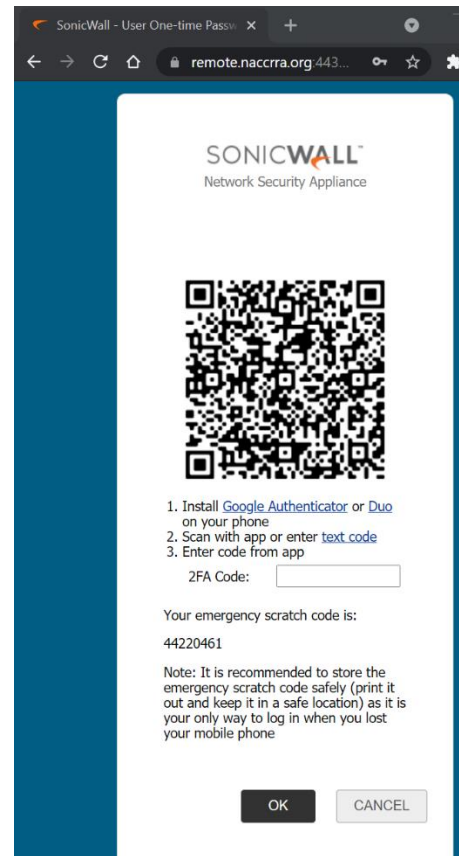 SonicWall - User One-time Passw
remote.naccrra.org:443...
SONICWALL™
Network Security Appliance
1. Install Google Authenticator or Duo
on your phone
2. Scan with app or enter text code
3. Enter code from app
2FA Code:
Your emergency scratch code is:
44220461
Note: It is recommended to store the
emergency scratch code safely (print it
out and keep it in a safe location) as it is
your only way to log in when you lost
your mobile phone
OK CANCEL